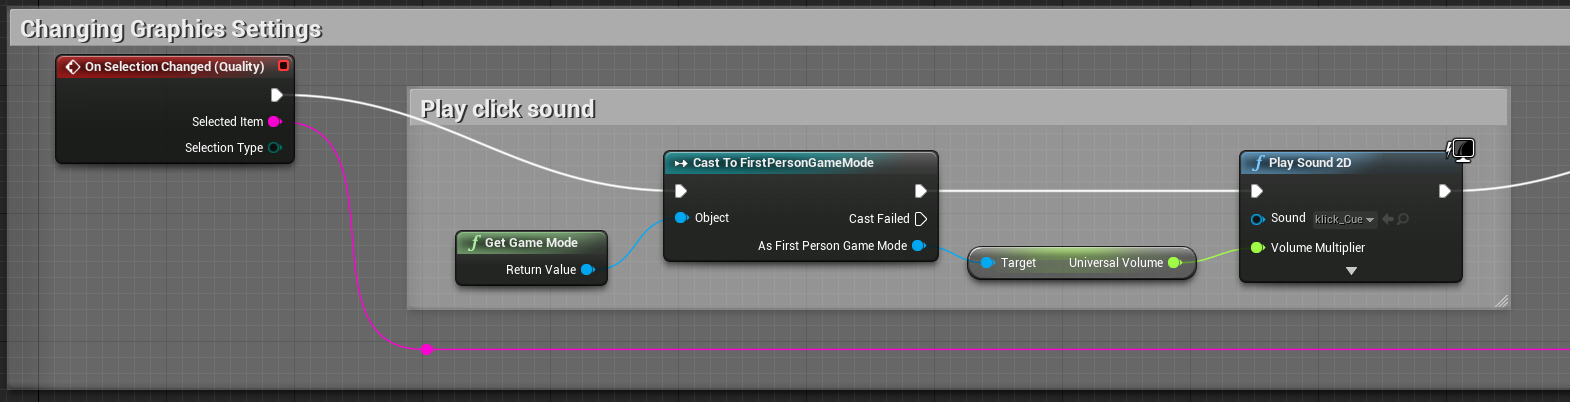 Changing Graphics Settings
On Selection Changed (Quality)
Selected Item
Selection Type
Play click sound
Get Game Mode
Return Value
Cast To FirstPersonGameMode
Object
Cast Failed
As First Person Game Mode
Target
Universal Volume
Play Sound 2D
Sound klick_Cue
Volume Multiplier